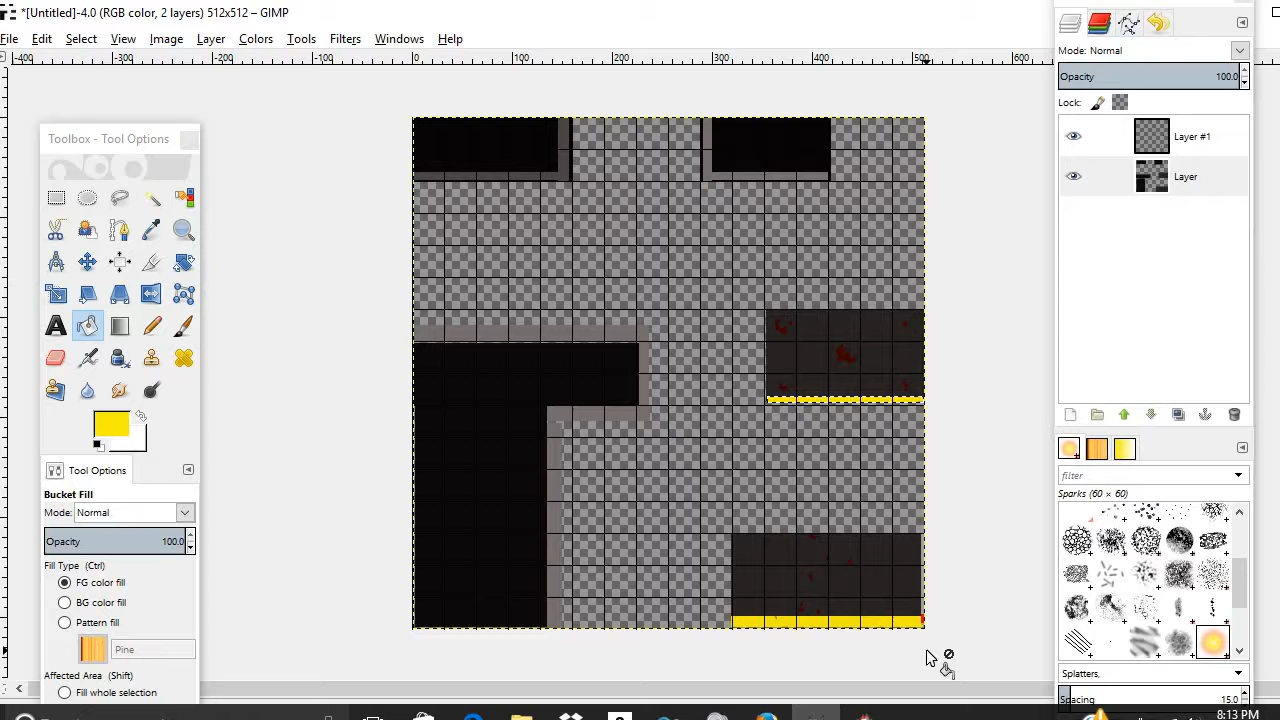 *[Untitled]-4.0 (RGB color, 2 layers) 512x512 – GIMP
File Edit Select View Image Layer Colors Tools Filters Windows Help
-400 -300 -200 -100 0 100 200 300 400 500 600
Mode: Normal
Opacity 100.0
Lock:
Layer #1
Layer
Toolbox - Tool Options
Tool Options
Bucket Fill
Mode: Normal
Opacity 100.0
Fill Type (Ctrl)
FG color fill
BG color fill
Pattern fill
Pine
Affected Area (Shift)
Fill whole selection
filter
Sparks (60 × 60)
Splatters,
Spacing 15.0
8:13 PM